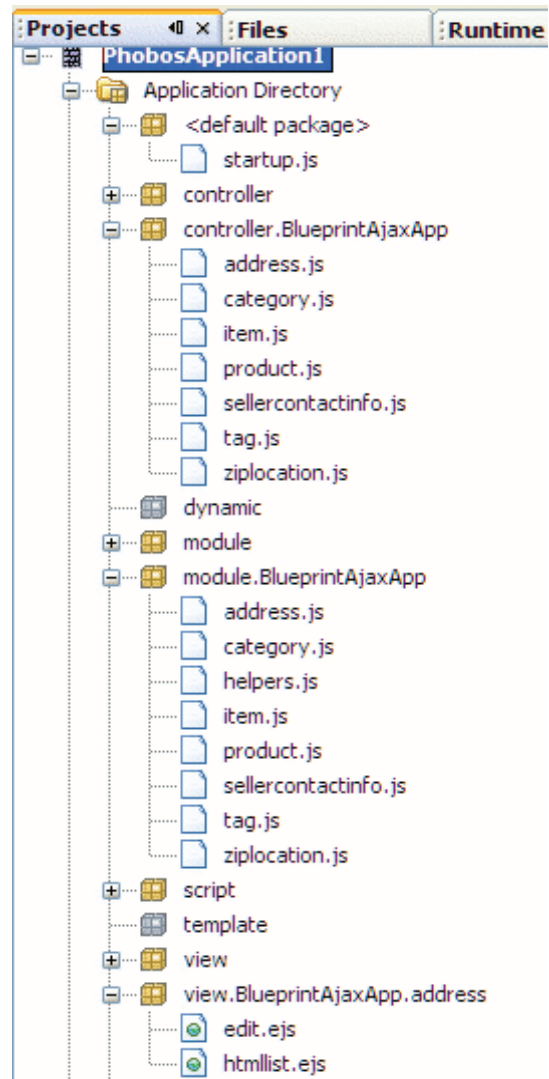 Projects Files Runtime
PhobosApplication1
Application Directory
<default package>
startup.js
controller
controller.BlueprintAjaxApp
address.js
category.js
item.js
product.js
sellercontactinfo.js
tag.js
ziplocation.js
dynamic
module
module.BlueprintAjaxApp
address.js
category.js
helpers.js
item.js
product.js
sellercontactinfo.js
tag.js
ziplocation.js
script
template
view
view.BlueprintAjaxApp.address
edit.ejs
htmllist.ejs